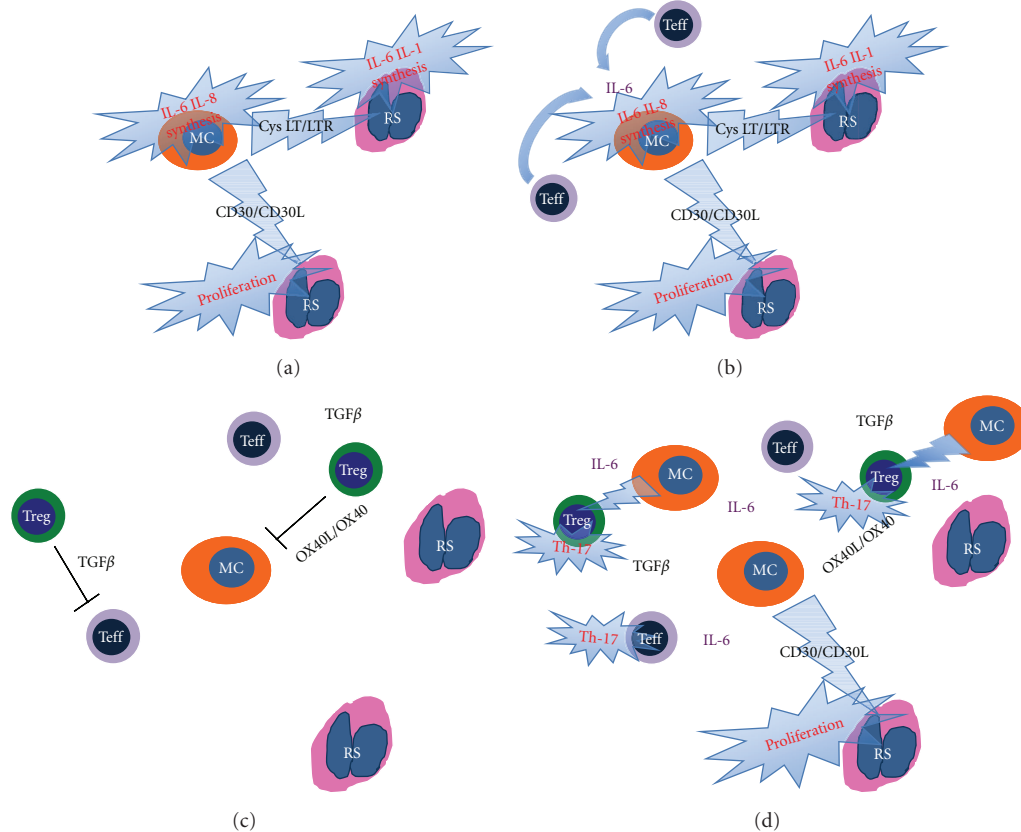 IL-6 IL-8
synthesis
MC
Cys LT/LTR
IL-6 IL-1
synthesis
RS
CD30/CD30L
Proliferation
RS
(a)
Teff
IL-6
IL-6 IL-8
synthesis
MC
Cys LT/LTR
IL-6 IL-1
synthesis
RS
Teff
CD30/CD30L
Proliferation
RS
(b)
TGFβ
Teff
Treg
Treg
OX40L/OX40
TGFβ
MC
RS
Teff
RS
(c)
TGFβ
MC
Teff
IL-6
MC
Treg
IL-6
Th-17
IL-6
Treg
Th-17
OX40L/OX40
RS
TGFβ
MC
Th-17
Teff
IL-6
CD30/CD30L
Proliferation
RS
(d)